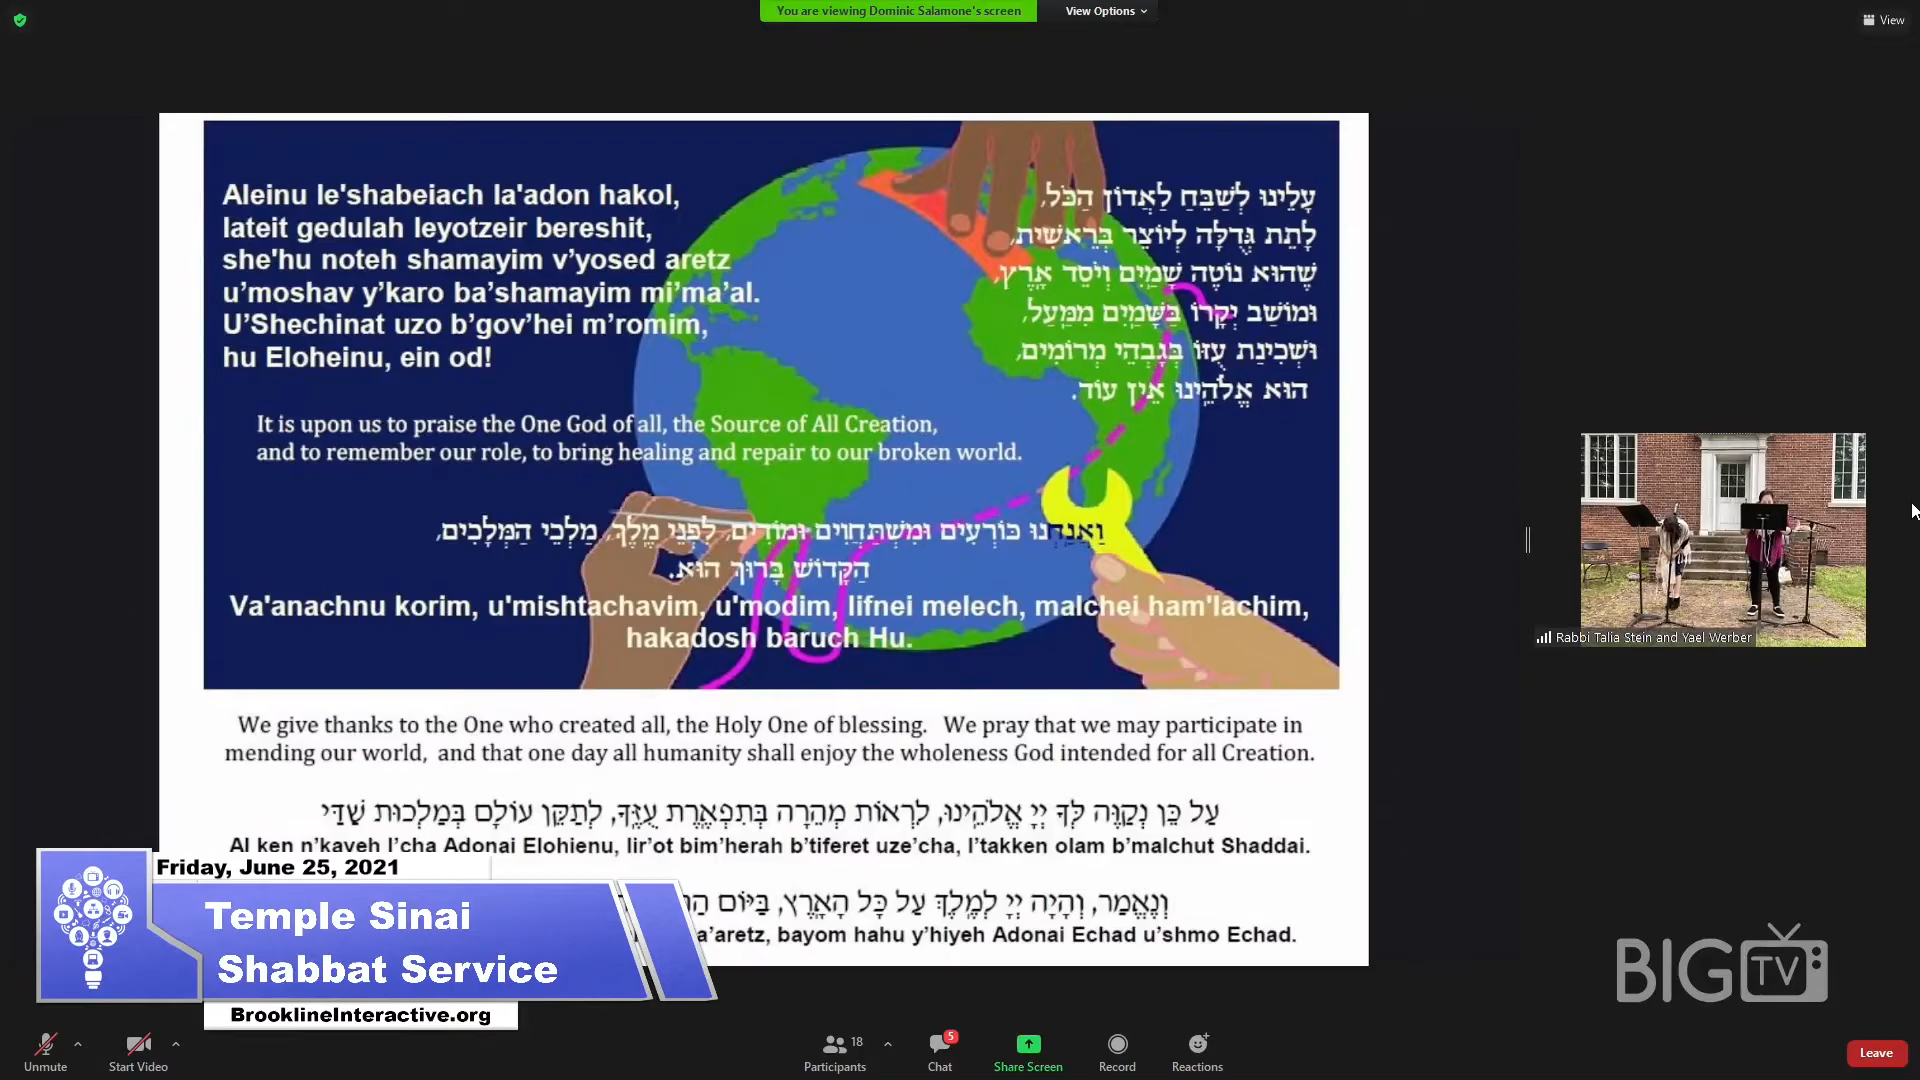 You are viewing Dominic Salamone's screen
View Options
View
Aleinu le'shabeiach la'adon hakol,
lateit gedulah leyotzeir bereshit,
she'hu noteh shamayim v'yosed aretz
u'moshav y'karo ba'shamayim mi'ma'al.
U'Shechinat uzo b'gov'hei m'romim,
hu Eloheinu, ein od!
עָלֵינוּ לְשַׁבֵּחַ לַאֲדוֹן הַכֹּל,
לָתֵת גְּדֻלָּה לְיוֹצֵר בְּרֵאשִׁית,
שֶׁהוּא נוֹטֶה שָׁמַיִם וְיֹסֵד אָרֶץ,
וּמוֹשַׁב יְקָרוֹ בַּשָּׁמַיִם מִמַּעַל,
וּשְׁכִינַת עֻזּוֹ בְּגָבְהֵי מְרוֹמִים,
הוּא אֱלֹהֵינוּ אֵין עוֹד.
It is upon us to praise the One God of all, the Source of All Creation,
and to remember our role, to bring healing and repair to our broken world.
וַאֲנַחְנוּ כּוֹרְעִים וּמִשְׁתַּחֲוִים וּמוֹדִים, לִפְנֵי מֶלֶךְ, מַלְכֵי הַמְּלָכִים,
הַקָּדוֹשׁ בָּרוּךְ הוּא.
Va'anachnu korim, u'mishtachavim, u'modim, lifnei melech, malchei ham'lachim,
hakadosh baruch Hu.
We give thanks to the One who created all, the Holy One of blessing. We pray that we may participate in
mending our world, and that one day all humanity shall enjoy the wholeness God intended for all Creation.
עַל כֵּן נְקַוֶּה לְּךָ יְיָ אֱלֹהֵינוּ, לִרְאוֹת מְהֵרָה בְּתִפְאֶרֶת עֻזֶּךָ, לְתַקֵּן עוֹלָם בְּמַלְכוּת שַׁדַּי
Al ken n'kaveh l'cha Adonai Elohienu, lir'ot bim'herah b'tiferet uze'cha, l'takken olam b'malchut Shaddai.
וְנֶאֱמַר, וְהָיָה יְיָ לְמֶלֶךְ עַל כָּל הָאָרֶץ, בַּיּוֹם
a'aretz, bayom hahu y'hiyeh Adonai Echad u'shmo Echad.
Rabbi Talia Stein and Yael Werber
Friday, June 25, 2021
Temple Sinai
Shabbat Service
BrooklineInteractive.org
BIG TV
Unmute
Start Video
18
Participants
5
Chat
Share Screen
Record
Reactions
Leave